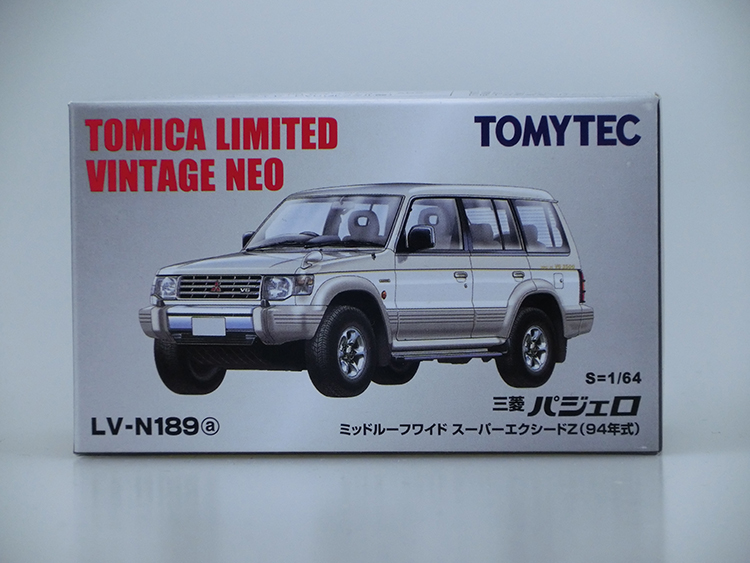 TOMICA LIMITED
VINTAGE NEO
TOMYTEC
V6
S=1/64
三菱 パジェロ
LV-N189ⓐ
ミッドルーフワイド スーパーエクシードZ(94年式)